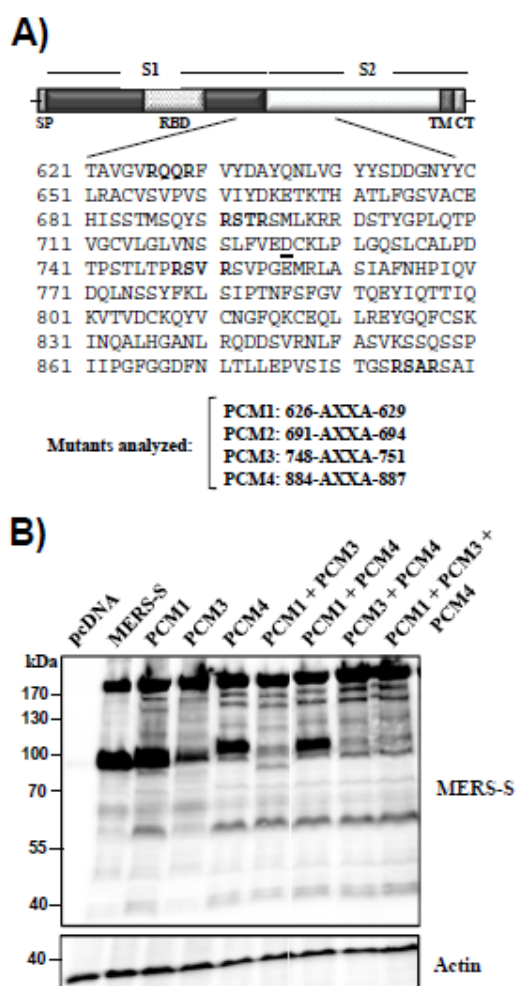 A)
S1 S2
SP RBD TM CT
621 TAVGVRQQRF VYDAYQNLVG YYSDDGNYYC
651 LRACVSVPVS VIYDKETKTH ATLFGSVACE
681 HISSTMSQYS RSTRSMLKRR DSTYGPLQTP
711 VGCVLGLVNS SLFVEDCKLP LGQSLCALPD
741 TPSTLTPRSV RSVPGEMRLA SIAFNHPIQV
771 DQLNSSYFKL SIPTNFSFGV TQEYIQTTIQ
801 KVTVDCKQYV CNGFQKCEQL LREYGQFCSK
831 INQALHGANL RQDDSVRNLF ASVKSSQSSP
861 IIPGFGGDFN LTLLEPVSIS TGSRSARSAI
Mutants analyzed:
PCM1: 626-AXXA-629
PCM2: 691-AXXA-694
PCM3: 748-AXXA-751
PCM4: 884-AXXA-887
B)
pcDNA
MERS-S
PCM1
PCM3
PCM4
PCM1 + PCM3
PCM1 + PCM4
PCM3 + PCM4
PCM1 + PCM3 +
PCM4
kDa
170
130
100
70
55
40
MERS-S
40
Actin